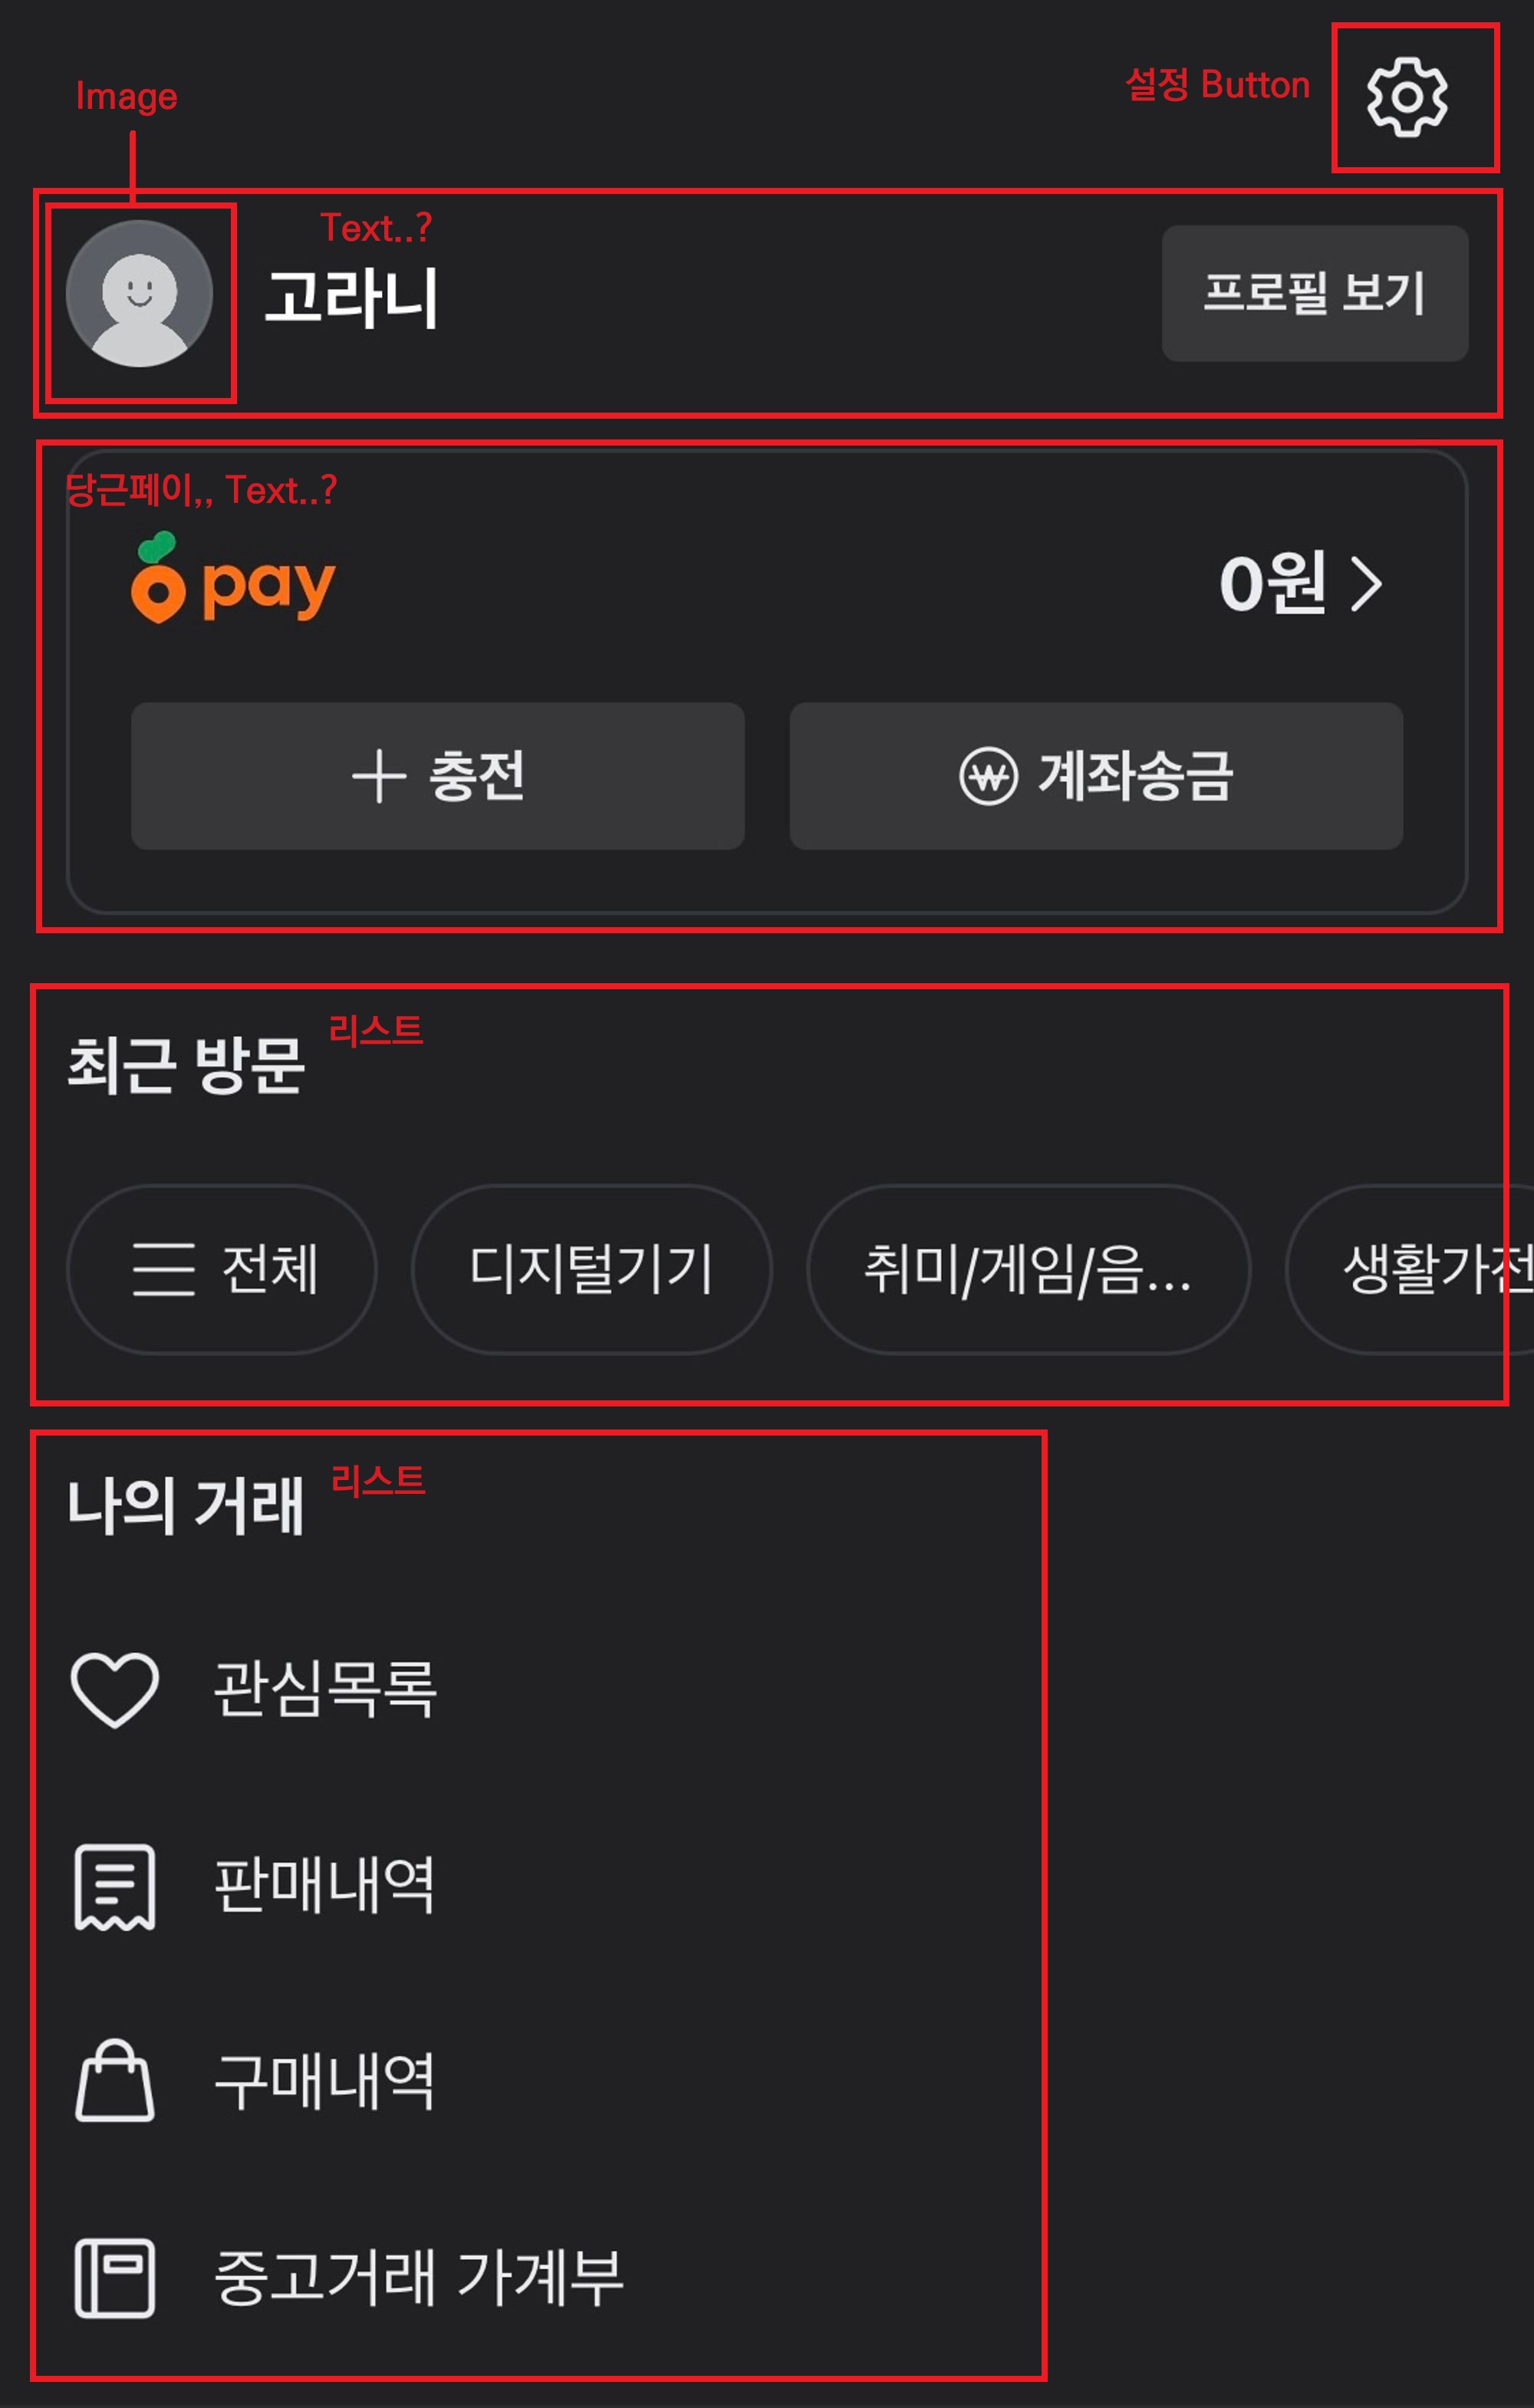 Image
설정 Button
Text..?
고라니
프로필 보기
당근페이,, Text..?
pay
0원
충전
계좌송금
최근 방문
리스트
전체
디지털기기
취미/게임/음...
생활가전
나의 거래
리스트
관심목록
판매내역
구매내역
중고거래 가계부